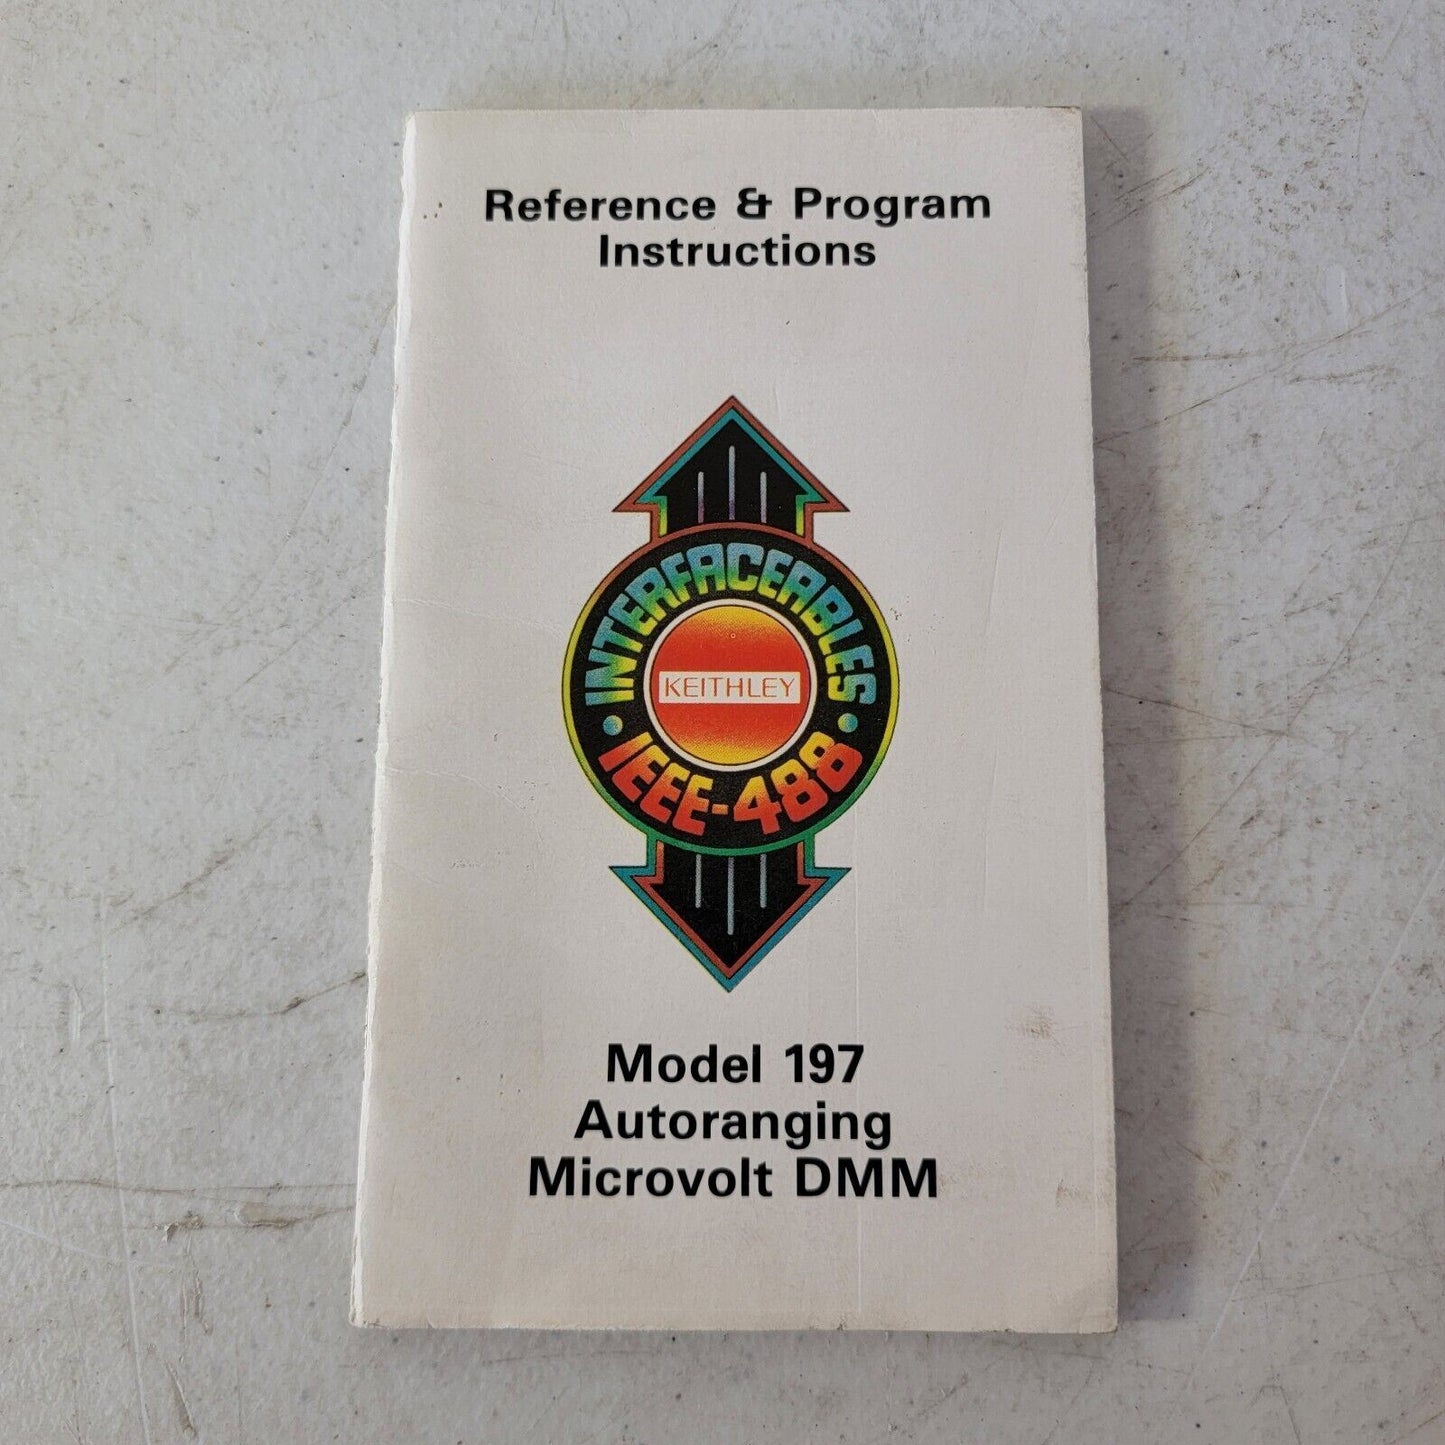 Reference & Program
Instructions
INTERFACEABLES
KEITHLEY
IEEE-488
Model 197
Autoranging
Microvolt DMM